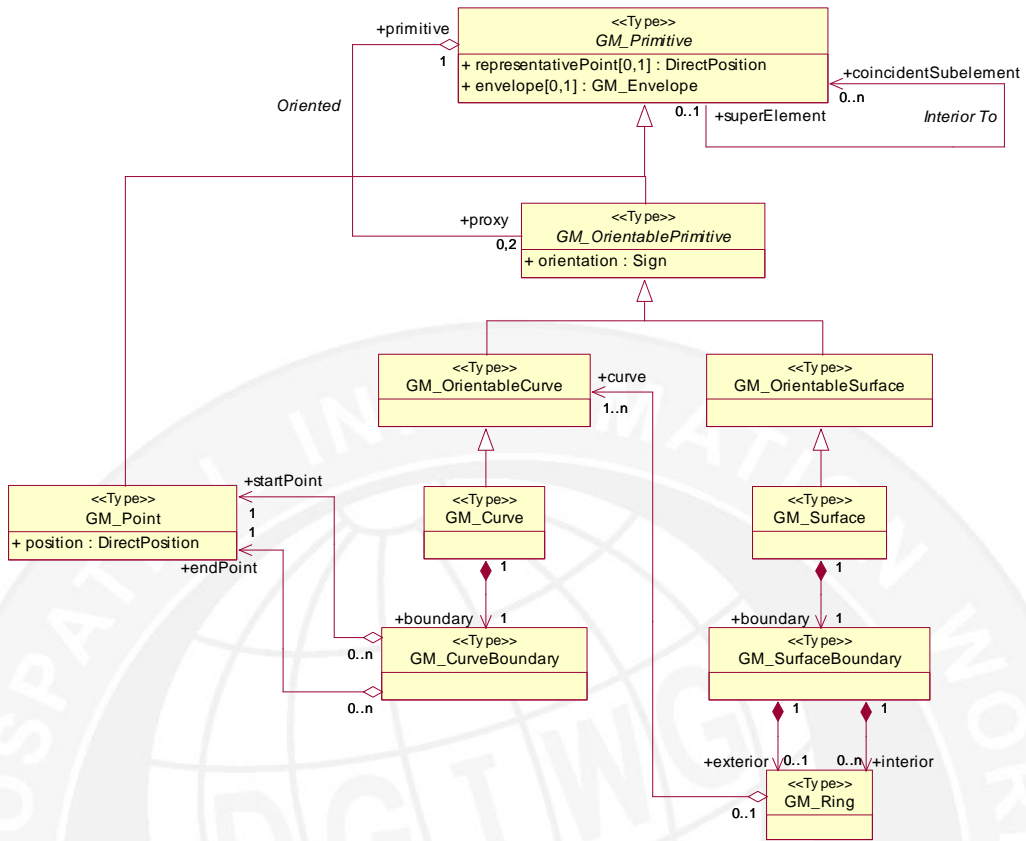 <<Type>>
GM_Primitive
+ representativePoint[0,1] : DirectPosition
+ envelope[0,1] : GM_Envelope
+primitive
1
Oriented
+coincidentSubelement
0..n
0..1
+superElement
Interior To
+proxy
0,2
<<Type>>
GM_OrientablePrimitive
+ orientation : Sign
<<Type>>
GM_OrientableCurve
+curve
1..n
<<Type>>
GM_OrientableSurface
<<Type>>
GM_Point
+ position : DirectPosition
+startPoint
1
1
+endPoint
<<Type>>
GM_Curve
1
<<Type>>
GM_Surface
1
+boundary
1
0..n
0..n
<<Type>>
GM_CurveBoundary
+boundary
1
<<Type>>
GM_SurfaceBoundary
1
1
+exterior
0..1
0..n
+interior
0..1
<<Type>>
GM_Ring
DGIWG